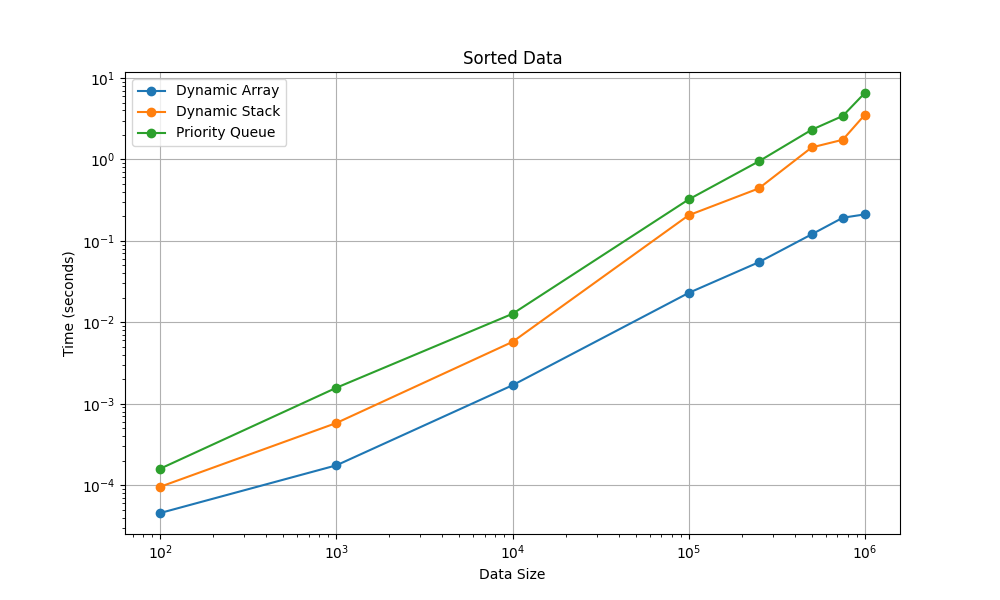 Sorted Data
Dynamic Array
Dynamic Stack
Priority Queue
10¹
10⁰
10⁻¹
10⁻²
10⁻³
10⁻⁴
Time (seconds)
10² 10³ 10⁴ 10⁵ 10⁶
Data Size